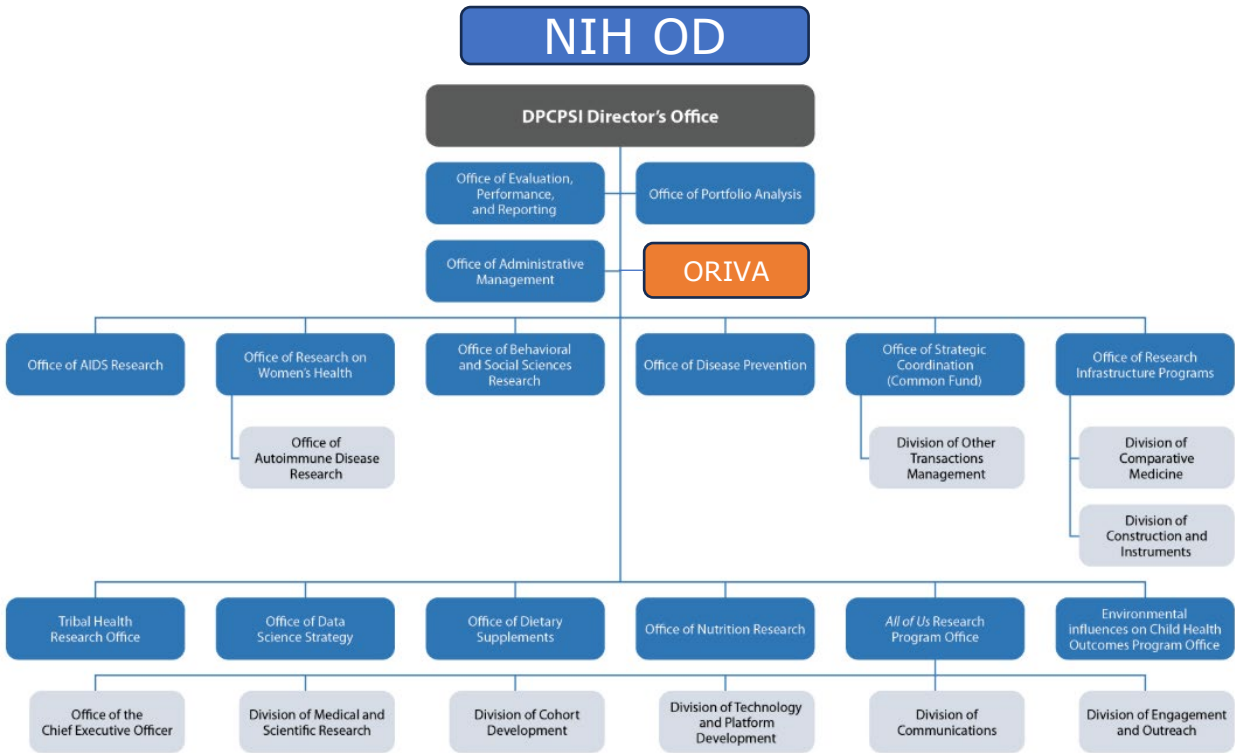 NIH OD
DPCPSI Director's Office
Office of Evaluation,
Performance,
and Reporting
Office of Portfolio Analysis
Office of Administrative
Management
ORIVA
Office of AIDS Research
Office of Research on
Women's Health
Office of Behavioral
and Social Sciences
Research
Office of Disease Prevention
Office of Strategic
Coordination
(Common Fund)
Office of Research
Infrastructure Programs
Office of
Autoimmune Disease
Research
Division of Other
Transactions
Management
Division of
Comparative
Medicine
Division of
Construction and
Instruments
Tribal Health
Research Office
Office of Data
Science Strategy
Office of Dietary
Supplements
Office of Nutrition Research
All of Us Research
Program Office
Environmental
influences on Child Health
Outcomes Program Office
Office of the
Chief Executive Officer
Division of Medical and
Scientific Research
Division of Cohort
Development
Division of Technology
and Platform
Development
Division of
Communications
Division of Engagement
and Outreach